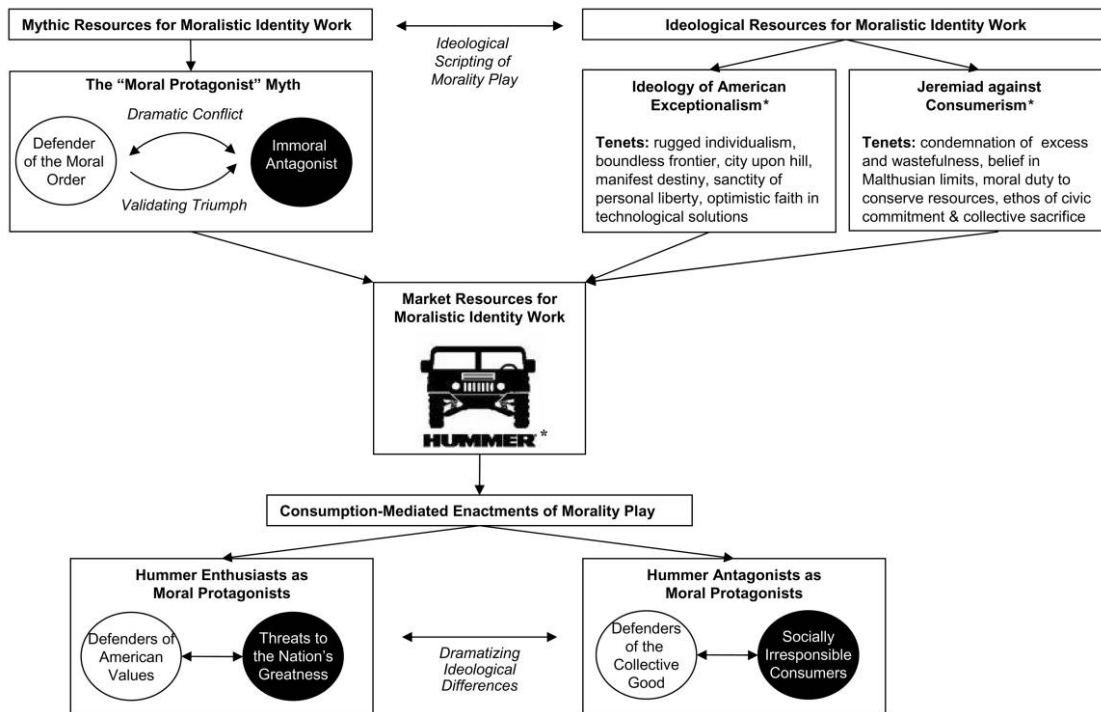 Mythic Resources for Moralistic Identity Work
Ideological
Scripting of
Morality Play
Ideological Resources for Moralistic Identity Work
The “Moral Protagonist” Myth
Dramatic Conflict
Defender
of the Moral
Order
Immoral
Antagonist
Validating Triumph
Ideology of American
Exceptionalism*
Tenets: rugged individualism,
boundless frontier, city upon hill,
manifest destiny, sanctity of
personal liberty, optimistic faith in
technological solutions
Jeremiad against
Consumerism*
Tenets: condemnation of excess
and wastefulness, belief in
Malthusian limits, moral duty to
conserve resources, ethos of civic
commitment & collective sacrifice
Market Resources for
Moralistic Identity Work
HUMMER*
Consumption-Mediated Enactments of Morality Play
Hummer Enthusiasts as
Moral Protagonists
Defenders of
American
Values
Threats to
the Nation’s
Greatness
Dramatizing
Ideological
Differences
Hummer Antagonists as
Moral Protagonists
Defenders
of the
Collective
Good
Socially
Irresponsible
Consumers